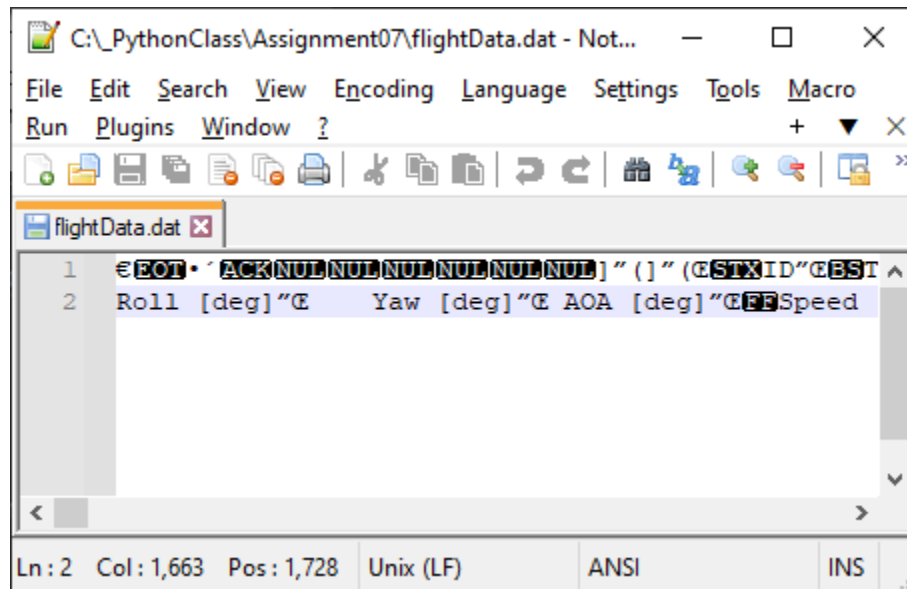 C:\_PythonClass\Assignment07\flightData.dat - Not...
File Edit Search View Encoding Language Settings Tools Macro
Run Plugins Window ? + ▼ X
flightData.dat
1 €EOT•´ACKNULNULNULNULNULNUL]”(]”(ŒSTXID”ŒBST
2 Roll [deg]”Œ Yaw [deg]”Œ AOA [deg]”ŒFFSpeed
Ln : 2 Col : 1,663 Pos : 1,728 Unix (LF) ANSI INS